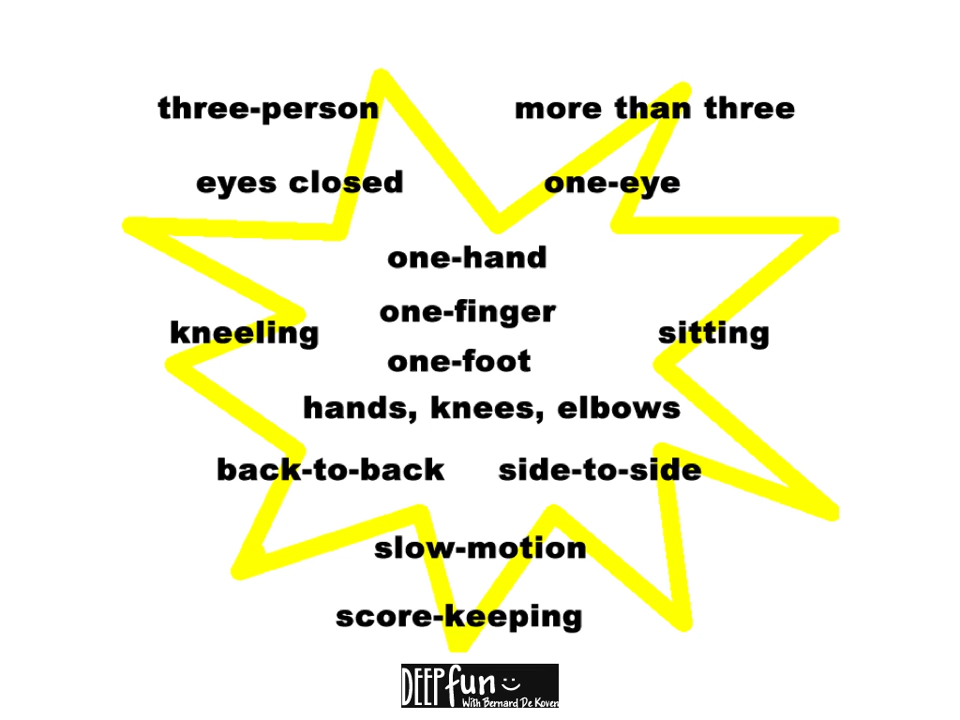 three-person more than three
eyes closed one-eye
one-hand
one-finger
kneeling sitting
one-foot
hands, knees, elbows
back-to-back side-to-side
slow-motion
score-keeping
DEEP fun
With Bernard De Koven